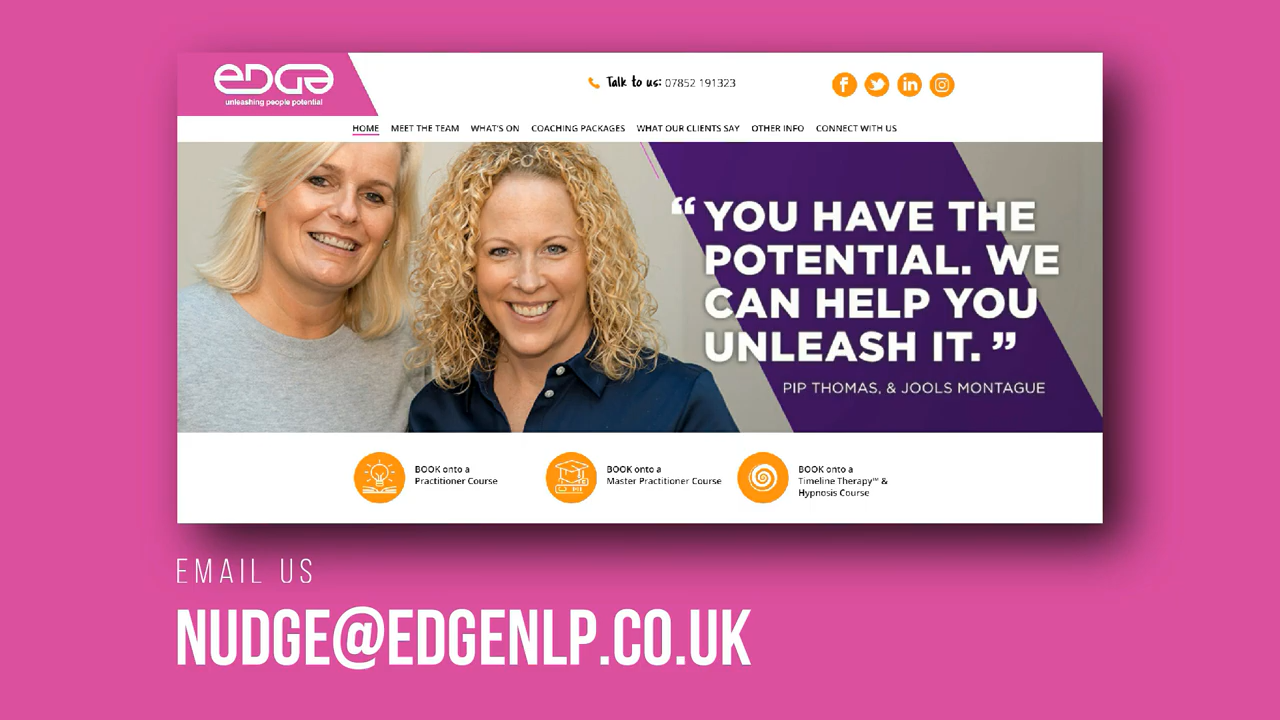 EDGE
unleashing people potential
Talk to us: 07852 191323
HOME MEET THE TEAM WHAT'S ON COACHING PACKAGES WHAT OUR CLIENTS SAY OTHER INFO CONNECT WITH US
“ YOU HAVE THE
POTENTIAL. WE
CAN HELP YOU
UNLEASH IT. ”
PIP THOMAS, & JOOLS MONTAGUE
BOOK onto a
Practitioner Course
BOOK onto a
Master Practitioner Course
BOOK onto a
Timeline Therapy™ &
Hypnosis Course
EMAIL US
NUDGE@EDGENLP.CO.UK